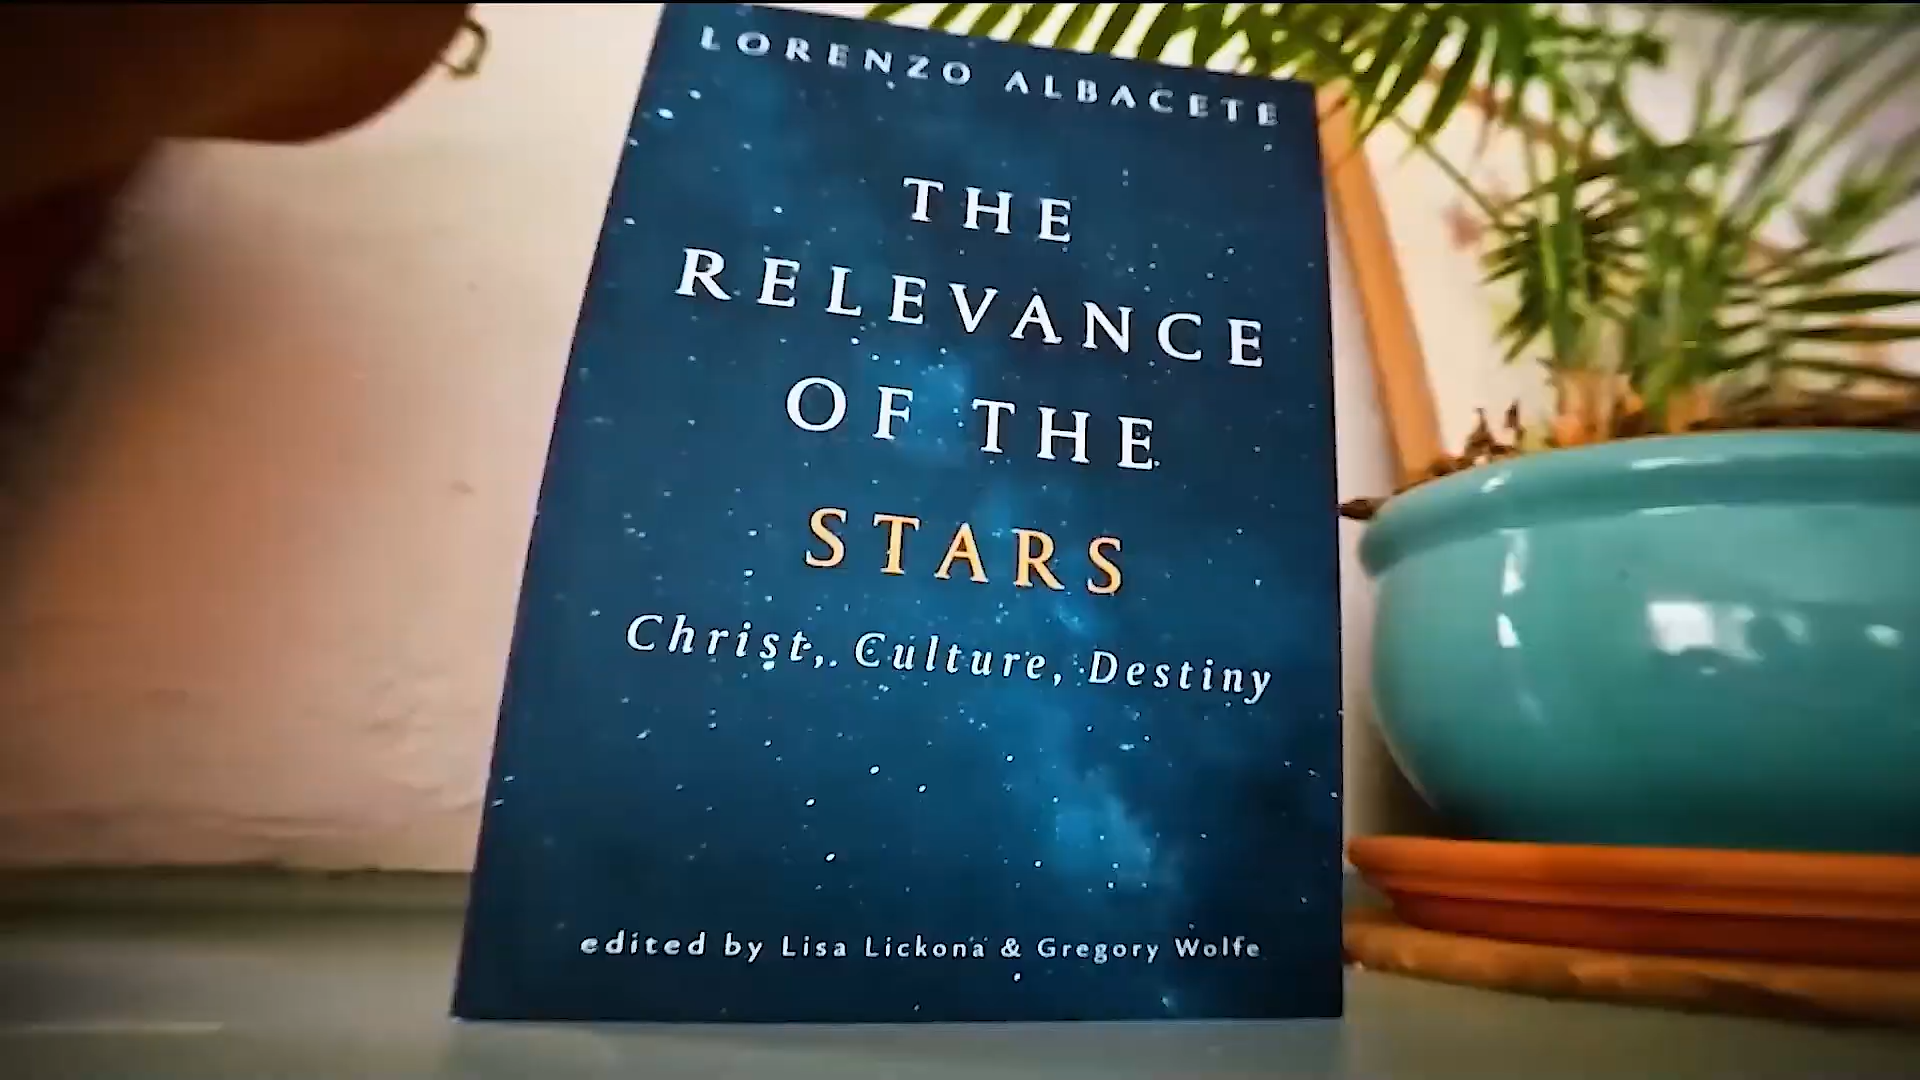 LORENZO ALBACETE
THE
RELEVANCE
OF THE
STARS
Christ, Culture, Destiny
edited by Lisa Lickona & Gregory Wolfe